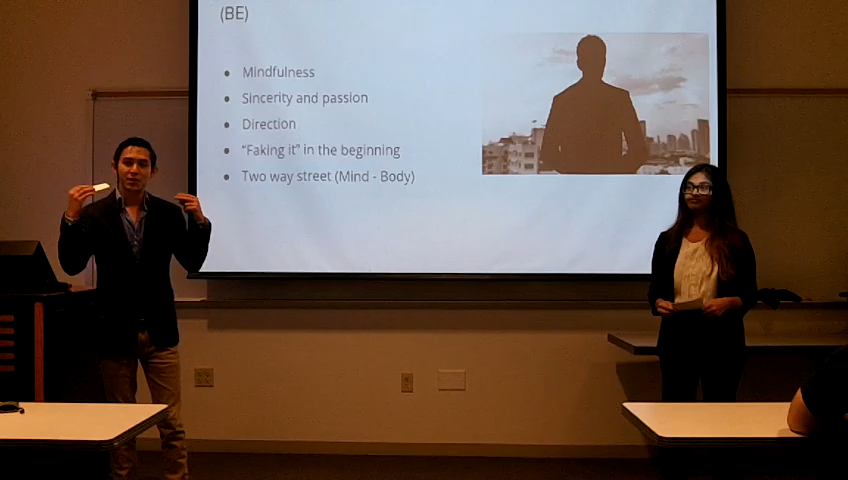 (BE)
● Mindfulness
● Sincerity and passion
● Direction
● “Faking it” in the beginning
● Two way street (Mind - Body)